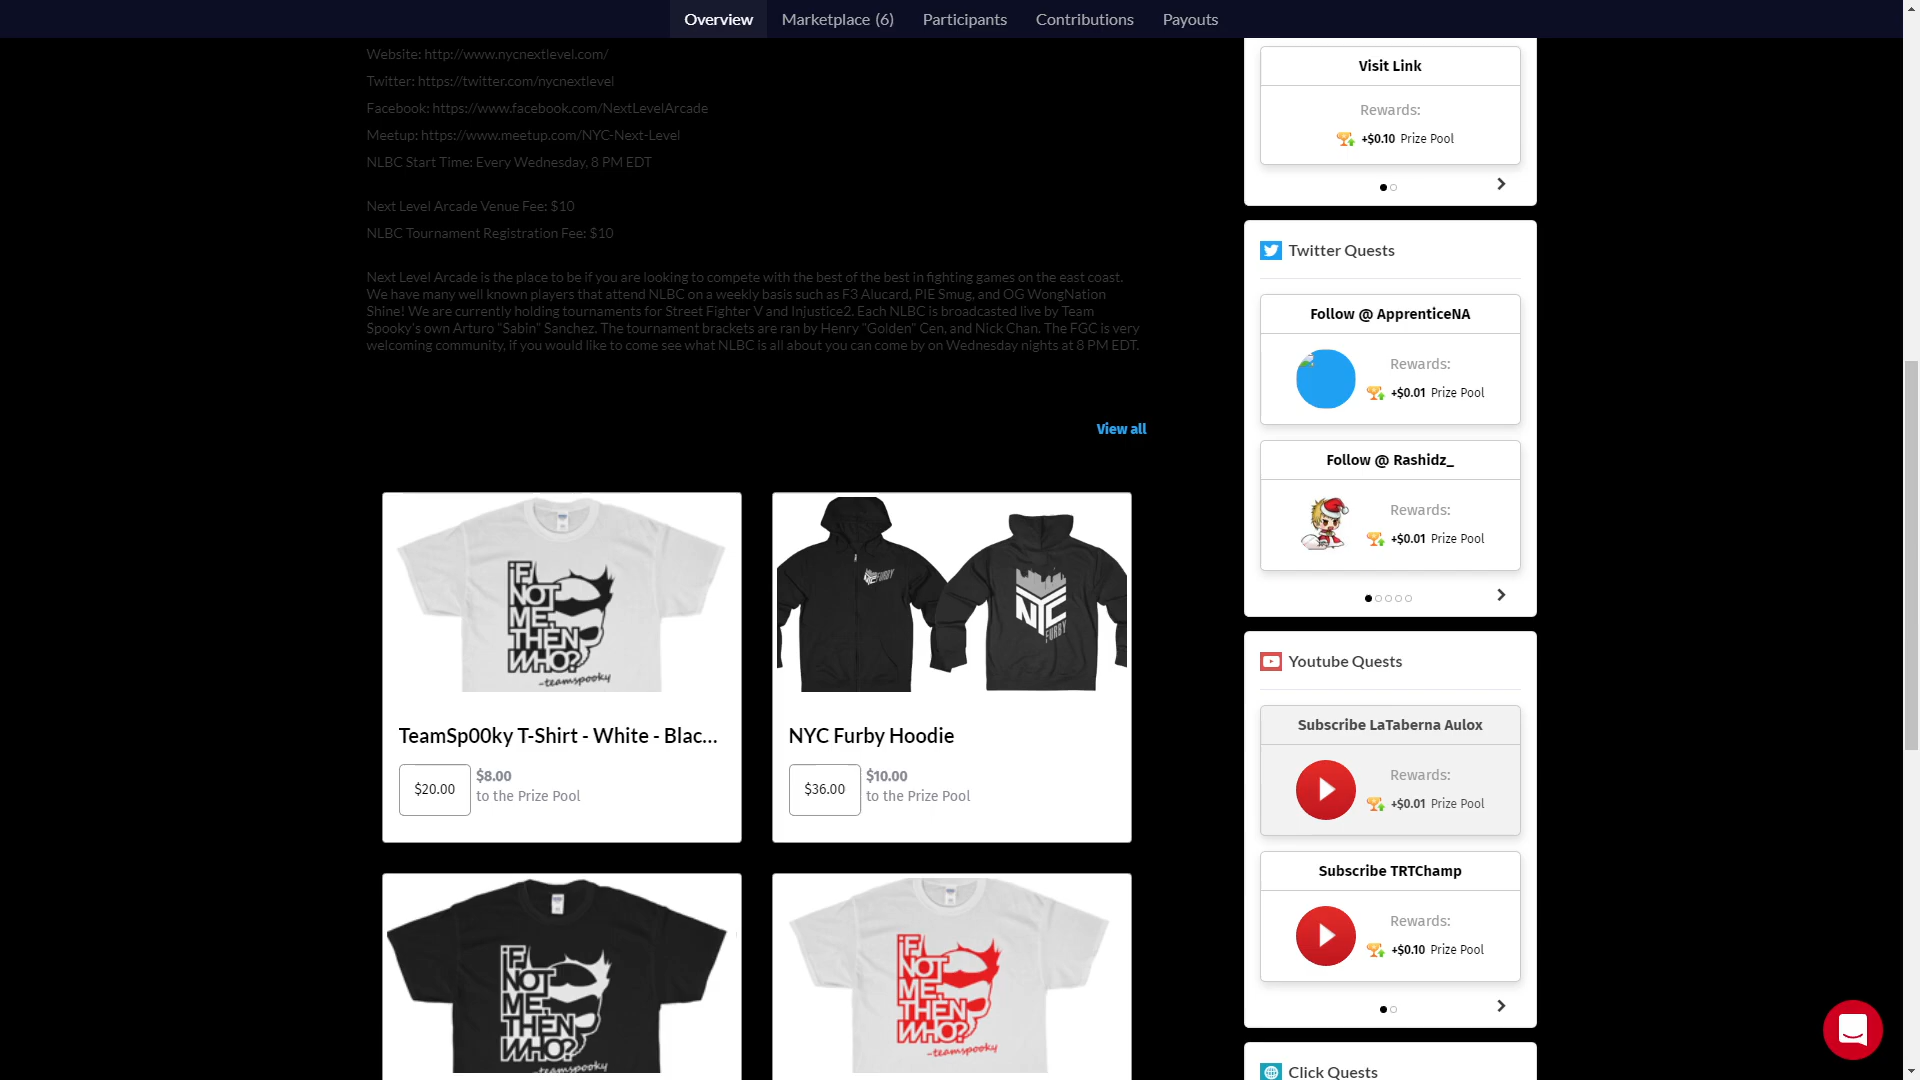 Overview
Marketplace (6)
Participants
Contributions
Payouts
Website: http://www.nycnextlevel.com/
Twitter: https://twitter.com/nycnextlevel
Facebook: https://www.facebook.com/NextLevelArcade
Meetup: https://www.meetup.com/NYC-Next-Level
NLBC Start Time: Every Wednesday, 8 PM EDT
Next Level Arcade Venue Fee: $10
NLBC Tournament Registration Fee: $10
Next Level Arcade is the place to be if you are looking to compete with the best of the best in fighting games on the east coast.
We have many well known players that attend NLBC on a weekly basis such as F3 Alucard, PIE Smug, and OG WongNation
Shine! We are currently holding tournaments for Street Fighter V and Injustice2. Each NLBC is broadcasted live by Team
Spooky's own Arturo "Sabin" Sanchez. The tournament brackets are ran by Henry "Golden" Cen, and Nick Chan. The FGC is very
welcoming community, if you would like to come see what NLBC is all about you can come by on Wednesday nights at 8 PM EDT.
View all
IF
NOT
ME,
THEN
WHO?
-teamspooky
TeamSp00ky T-Shirt - White - Blac...
$20.00
$8.00
to the Prize Pool
NYC FURBY
NYC
FURBY
NYC Furby Hoodie
$36.00
$10.00
to the Prize Pool
IF
NOT
ME,
THEN
WHO?
-teamspooky
IF
NOT
ME,
THEN
WHO?
-teamspooky
Visit Link
Rewards:
+$0.10 Prize Pool
Twitter Quests
Follow @ ApprenticeNA
Rewards:
+$0.01 Prize Pool
Follow @ Rashidz_
Rewards:
+$0.01 Prize Pool
Youtube Quests
Subscribe LaTaberna Aulox
Rewards:
+$0.01 Prize Pool
Subscribe TRTChamp
Rewards:
+$0.10 Prize Pool
Click Quests